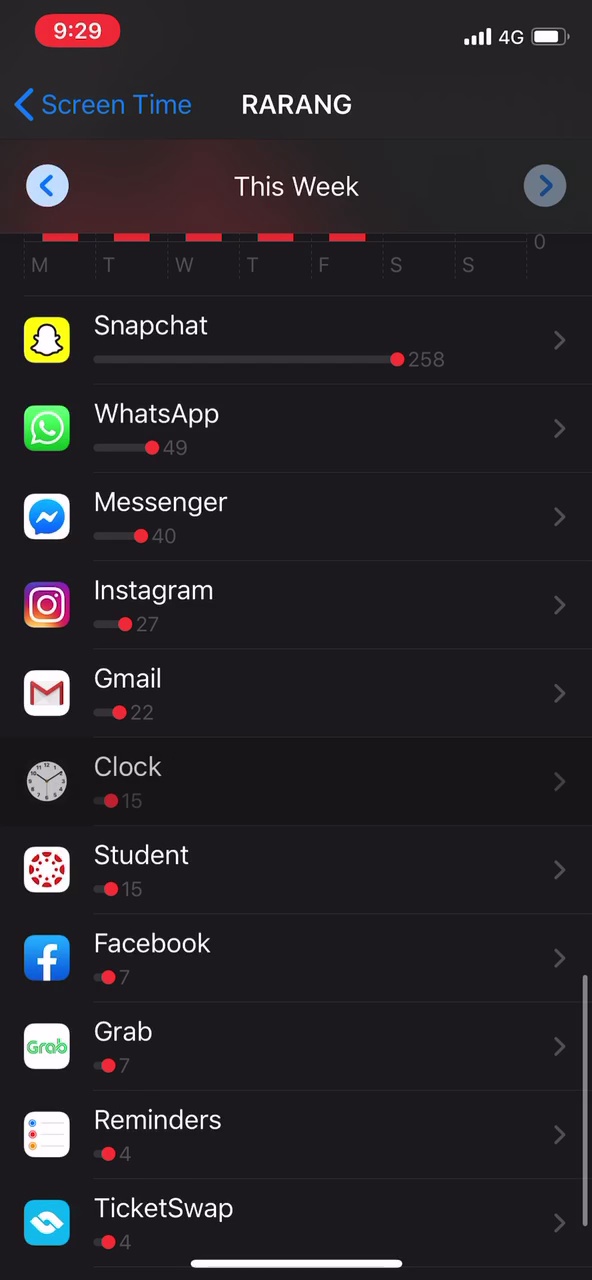 9:29
4G
Screen Time
RARANG
This Week
0
M T W T F S S
Snapchat
258
WhatsApp
49
Messenger
40
Instagram
27
Gmail
22
Clock
15
Student
15
Facebook
7
Grab
Grab
7
Reminders
4
TicketSwap
4